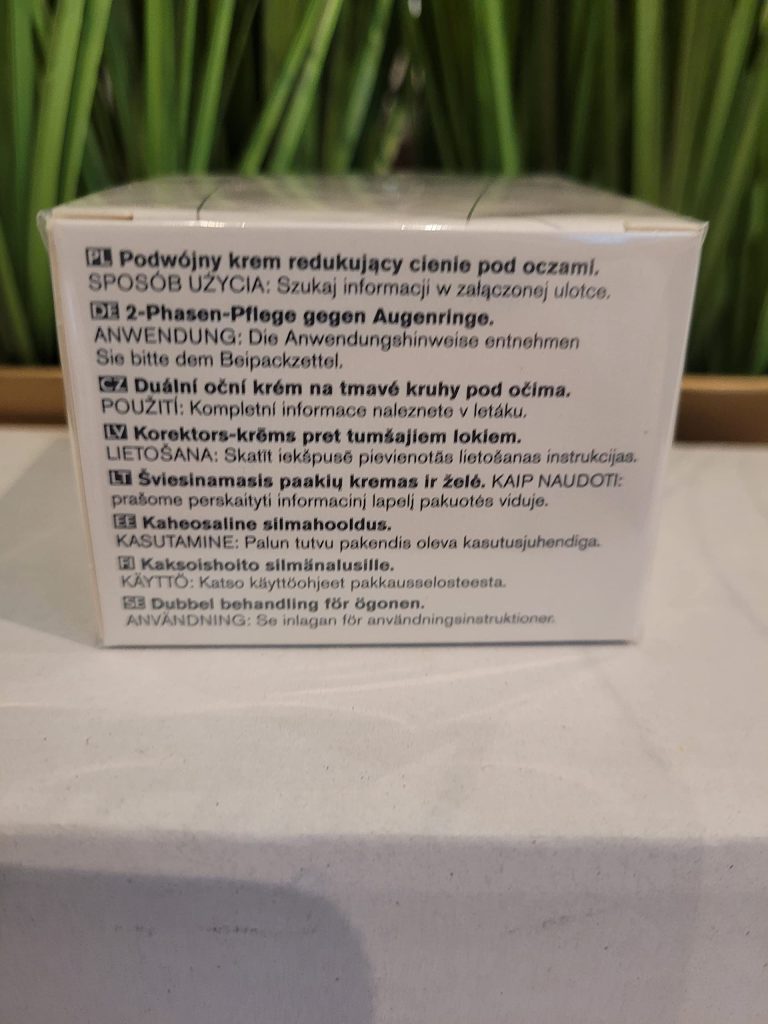 PL Podwójny krem redukujący cienie pod oczami.
SPOSÓB UŻYCIA: Szukaj informacji w załączonej ulotce.
DE 2-Phasen-Pflege gegen Augenringe.
ANWENDUNG: Die Anwendungshinweise entnehmen
Sie bitte dem Beipackzettel.
CZ Duální oční krém na tmavé kruhy pod očima.
POUŽITÍ: Kompletní informace naleznete v letáku.
LV Korektors-krēms pret tumšajiem lokiem.
LIETOŠANA: Skatīt iekšpusē pievienotās lietošanas instrukcijas.
LT Šviesinamasis paakių kremas ir želė. KAIP NAUDOTI:
prašome perskaityti informacinį lapelį pakuotės viduje.
EE Kaheosaline silmahooldus.
KASUTAMINE: Palun tutvu pakendis oleva kasutusjuhendiga.
FI Kaksoishoito silmänalusille.
KÄYTTÖ: Katso käyttöohjeet pakkausselosteesta.
SE Dubbel behandling för ögonen.
ANVÄNDNING: Se inlagan för användningsinstruktioner.